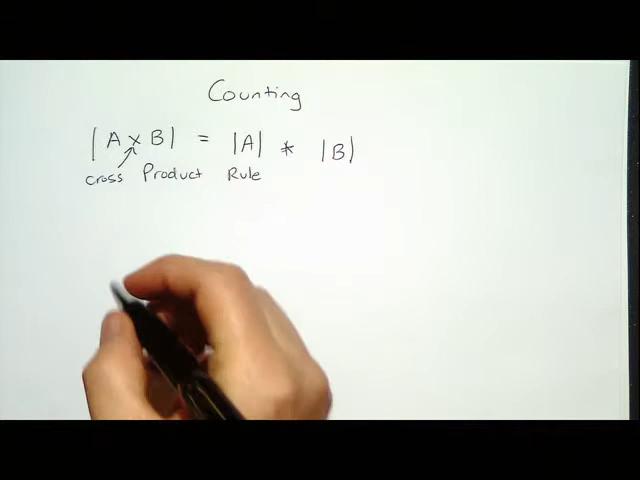 Counting
|A x B| = |A| * |B|
cross Product Rule